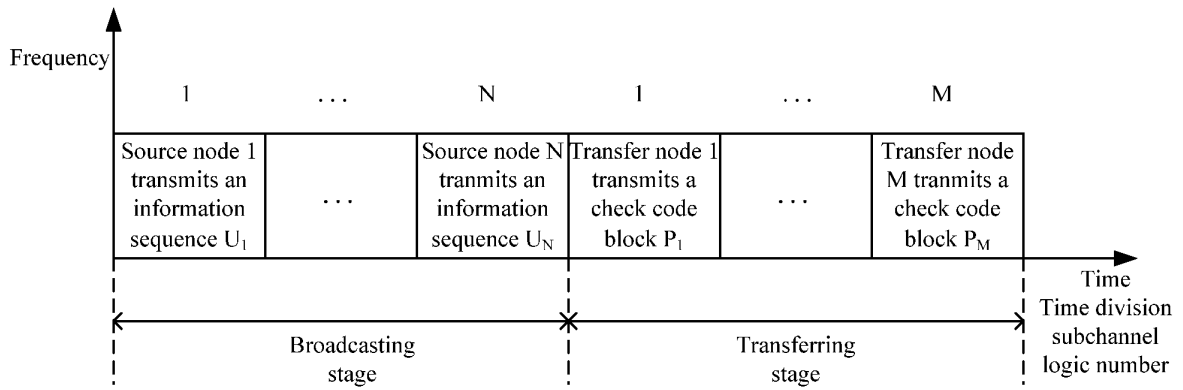 Frequency
1 ... N 1 ... M
Source node 1
transmits an
information
sequence U₁
...
Source node N
tranmits an
information
sequence U_N
Transfer node 1
transmits a
check code
block P₁
...
Transfer node
M tranmits a
check code
block P_M
Time
Time division
subchannel
logic number
Broadcasting
stage
Transferring
stage